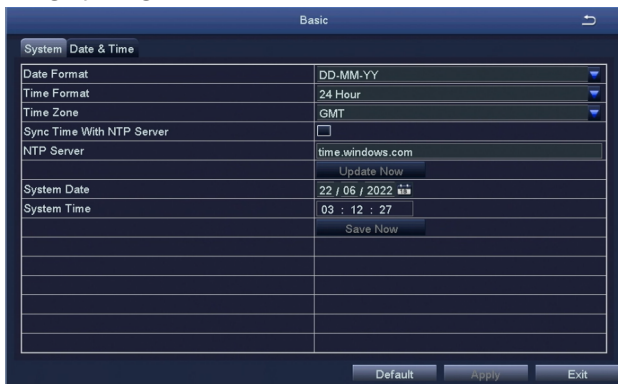 Basic
System Date & Time
Date Format DD-MM-YY
Time Format 24 Hour
Time Zone GMT
Sync Time With NTP Server
NTP Server time.windows.com
Update Now
System Date 22 / 06 / 2022
System Time 03 : 12 : 27
Save Now
Default Apply Exit